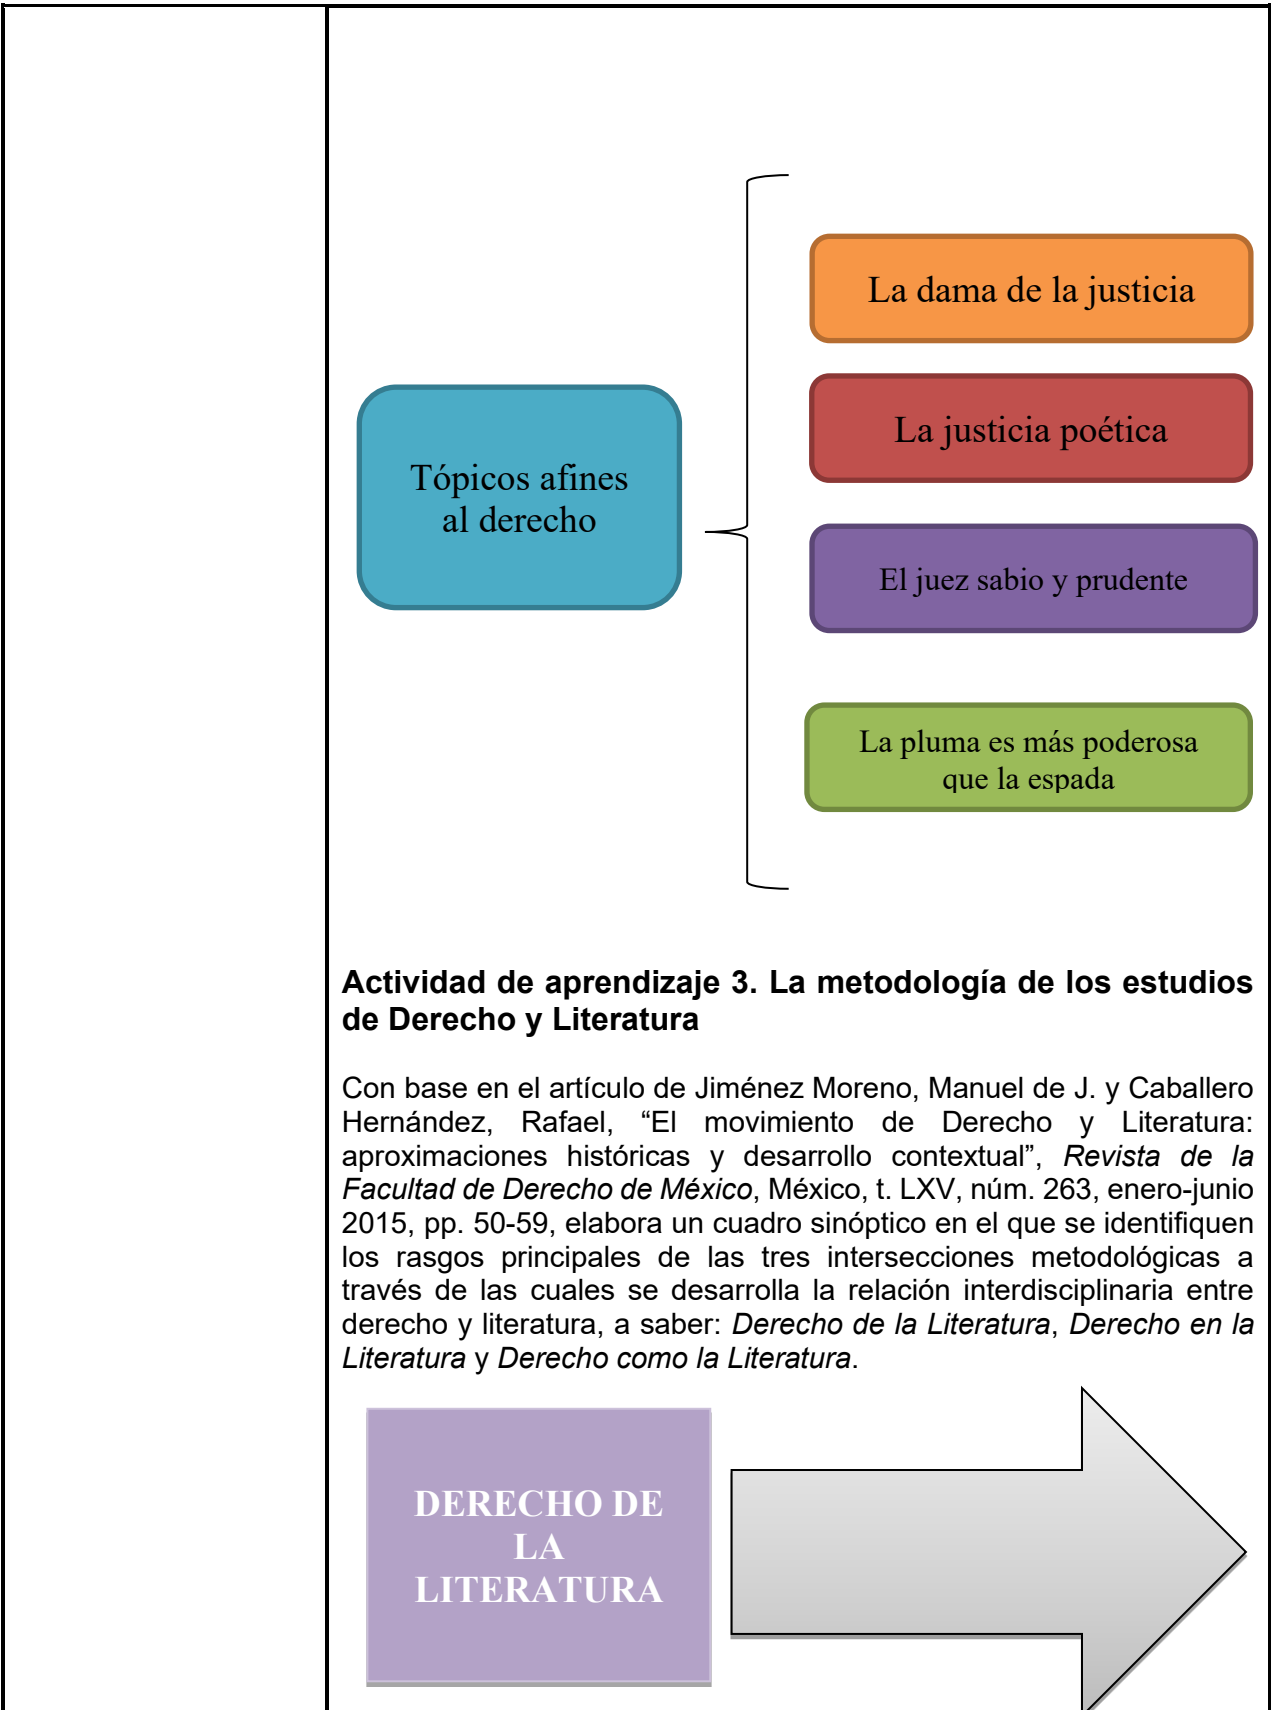 La dama de la justicia
La justicia poética
Tópicos afines
al derecho
El juez sabio y prudente
La pluma es más poderosa
que la espada
Actividad de aprendizaje 3. La metodología de los estudios
de Derecho y Literatura
Con base en el artículo de Jiménez Moreno, Manuel de J. y Caballero
Hernández, Rafael, “El movimiento de Derecho y Literatura:
aproximaciones históricas y desarrollo contextual”, Revista de la
Facultad de Derecho de México, México, t. LXV, núm. 263, enero-junio
2015, pp. 50-59, elabora un cuadro sinóptico en el que se identifiquen
los rasgos principales de las tres intersecciones metodológicas a
través de las cuales se desarrolla la relación interdisciplinaria entre
derecho y literatura, a saber: Derecho de la Literatura, Derecho en la
Literatura y Derecho como la Literatura.
DERECHO DE
LA
LITERATURA